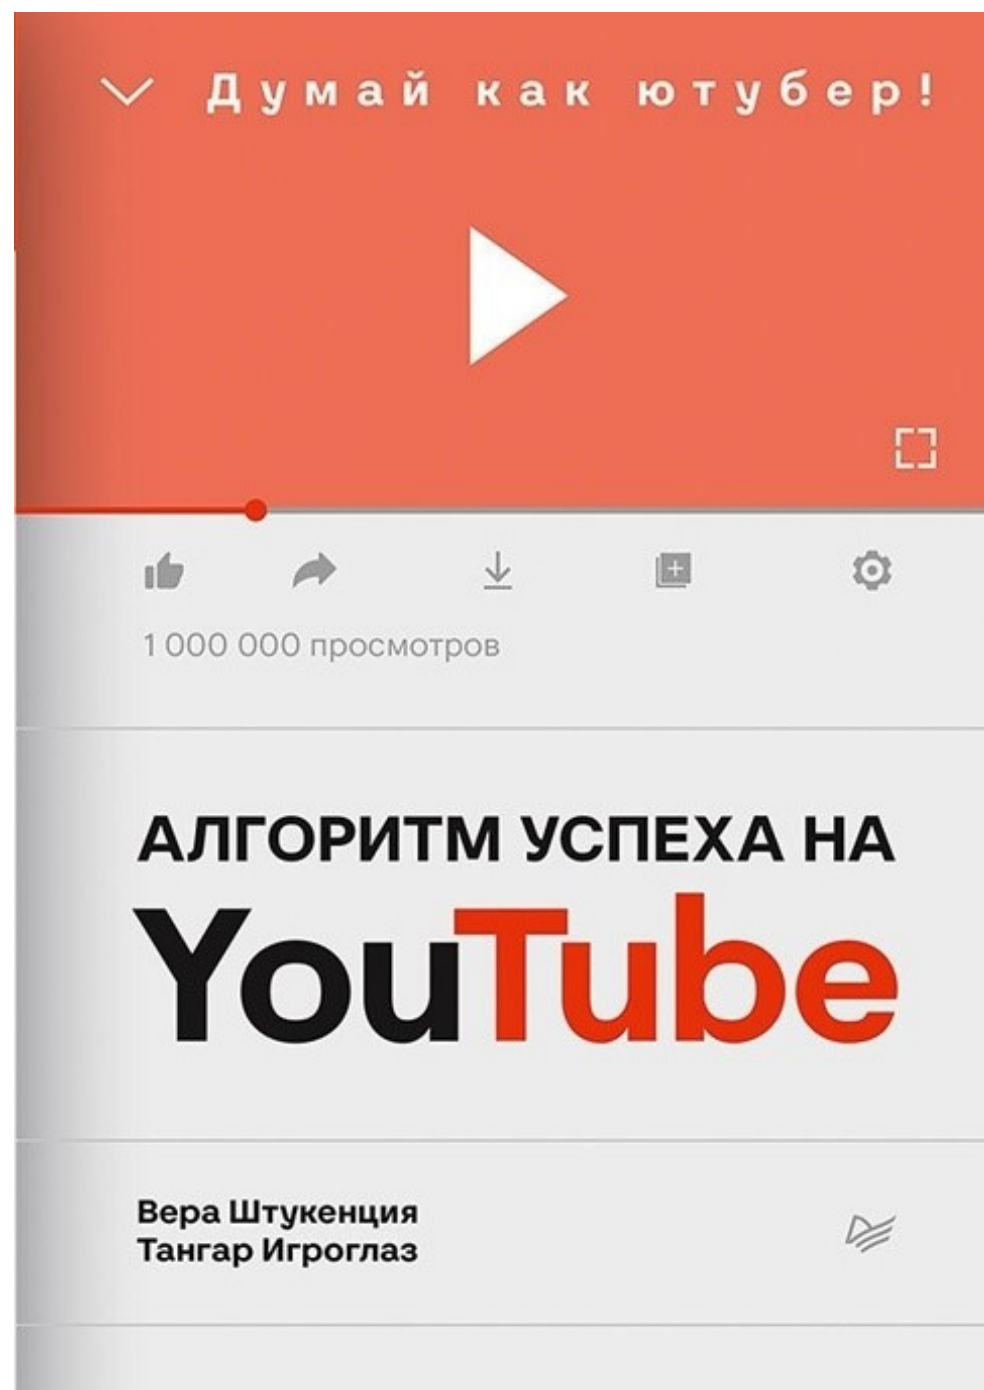 Думай как ютубер!
1 000 000 просмотров
АЛГОРИТМ УСПЕХА НА
YouTube
Вера Штукенция
Тангар Игроглаз